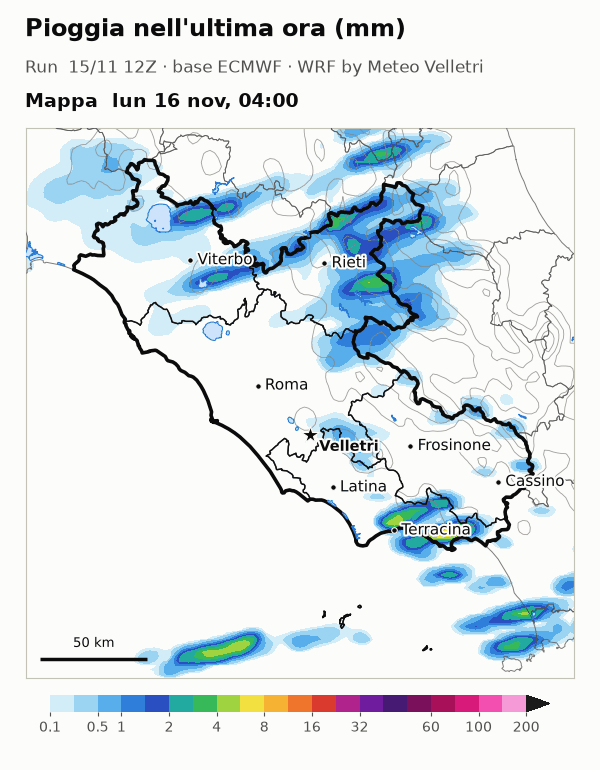 Pioggia nell'ultima ora (mm)
Run 15/11 12Z · base ECMWF · WRF by Meteo Velletri
Mappa lun 16 nov, 04:00
Viterbo
Rieti
Roma
Velletri
Frosinone
Latina
Cassino
Terracina
50 km
0.1 0.5 1 2 4 8 16 32 60 100 200